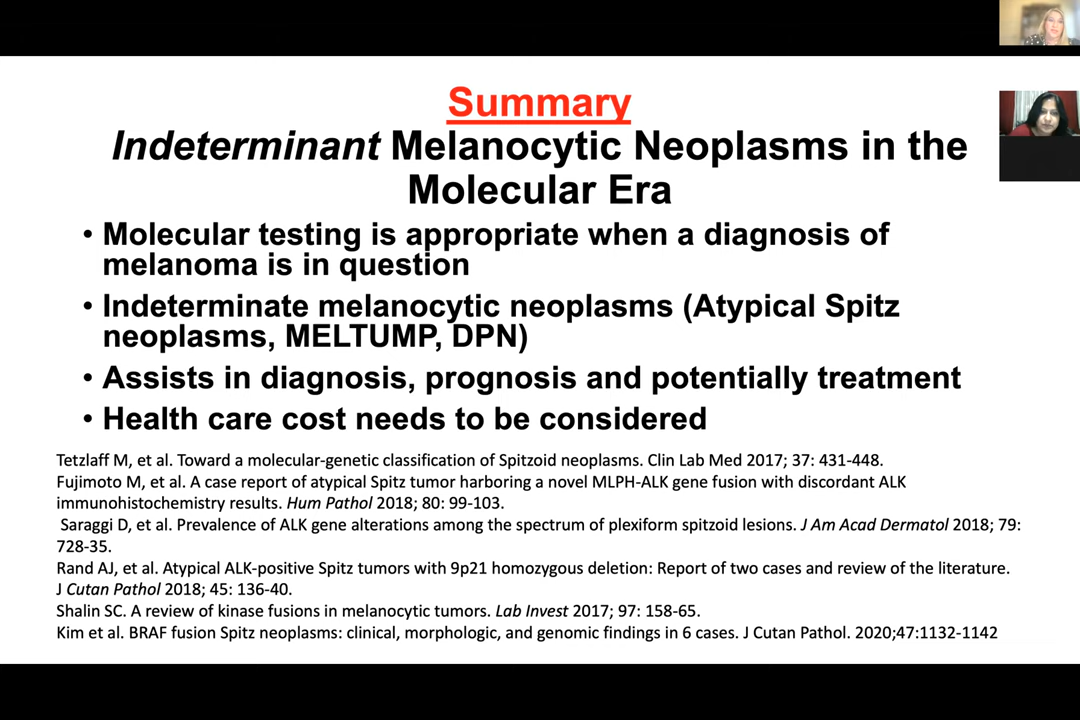 Summary
Indeterminant Melanocytic Neoplasms in the
Molecular Era
• Molecular testing is appropriate when a diagnosis of
melanoma is in question
• Indeterminate melanocytic neoplasms (Atypical Spitz
neoplasms, MELTUMP, DPN)
• Assists in diagnosis, prognosis and potentially treatment
• Health care cost needs to be considered
Tetzlaff M, et al. Toward a molecular-genetic classification of Spitzoid neoplasms. Clin Lab Med 2017; 37: 431-448.
Fujimoto M, et al. A case report of atypical Spitz tumor harboring a novel MLPH-ALK gene fusion with discordant ALK
immunohistochemistry results. Hum Pathol 2018; 80: 99-103.
Saraggi D, et al. Prevalence of ALK gene alterations among the spectrum of plexiform spitzoid lesions. J Am Acad Dermatol 2018; 79:
728-35.
Rand AJ, et al. Atypical ALK-positive Spitz tumors with 9p21 homozygous deletion: Report of two cases and review of the literature.
J Cutan Pathol 2018; 45: 136-40.
Shalin SC. A review of kinase fusions in melanocytic tumors. Lab Invest 2017; 97: 158-65.
Kim et al. BRAF fusion Spitz neoplasms: clinical, morphologic, and genomic findings in 6 cases. J Cutan Pathol. 2020;47:1132-1142